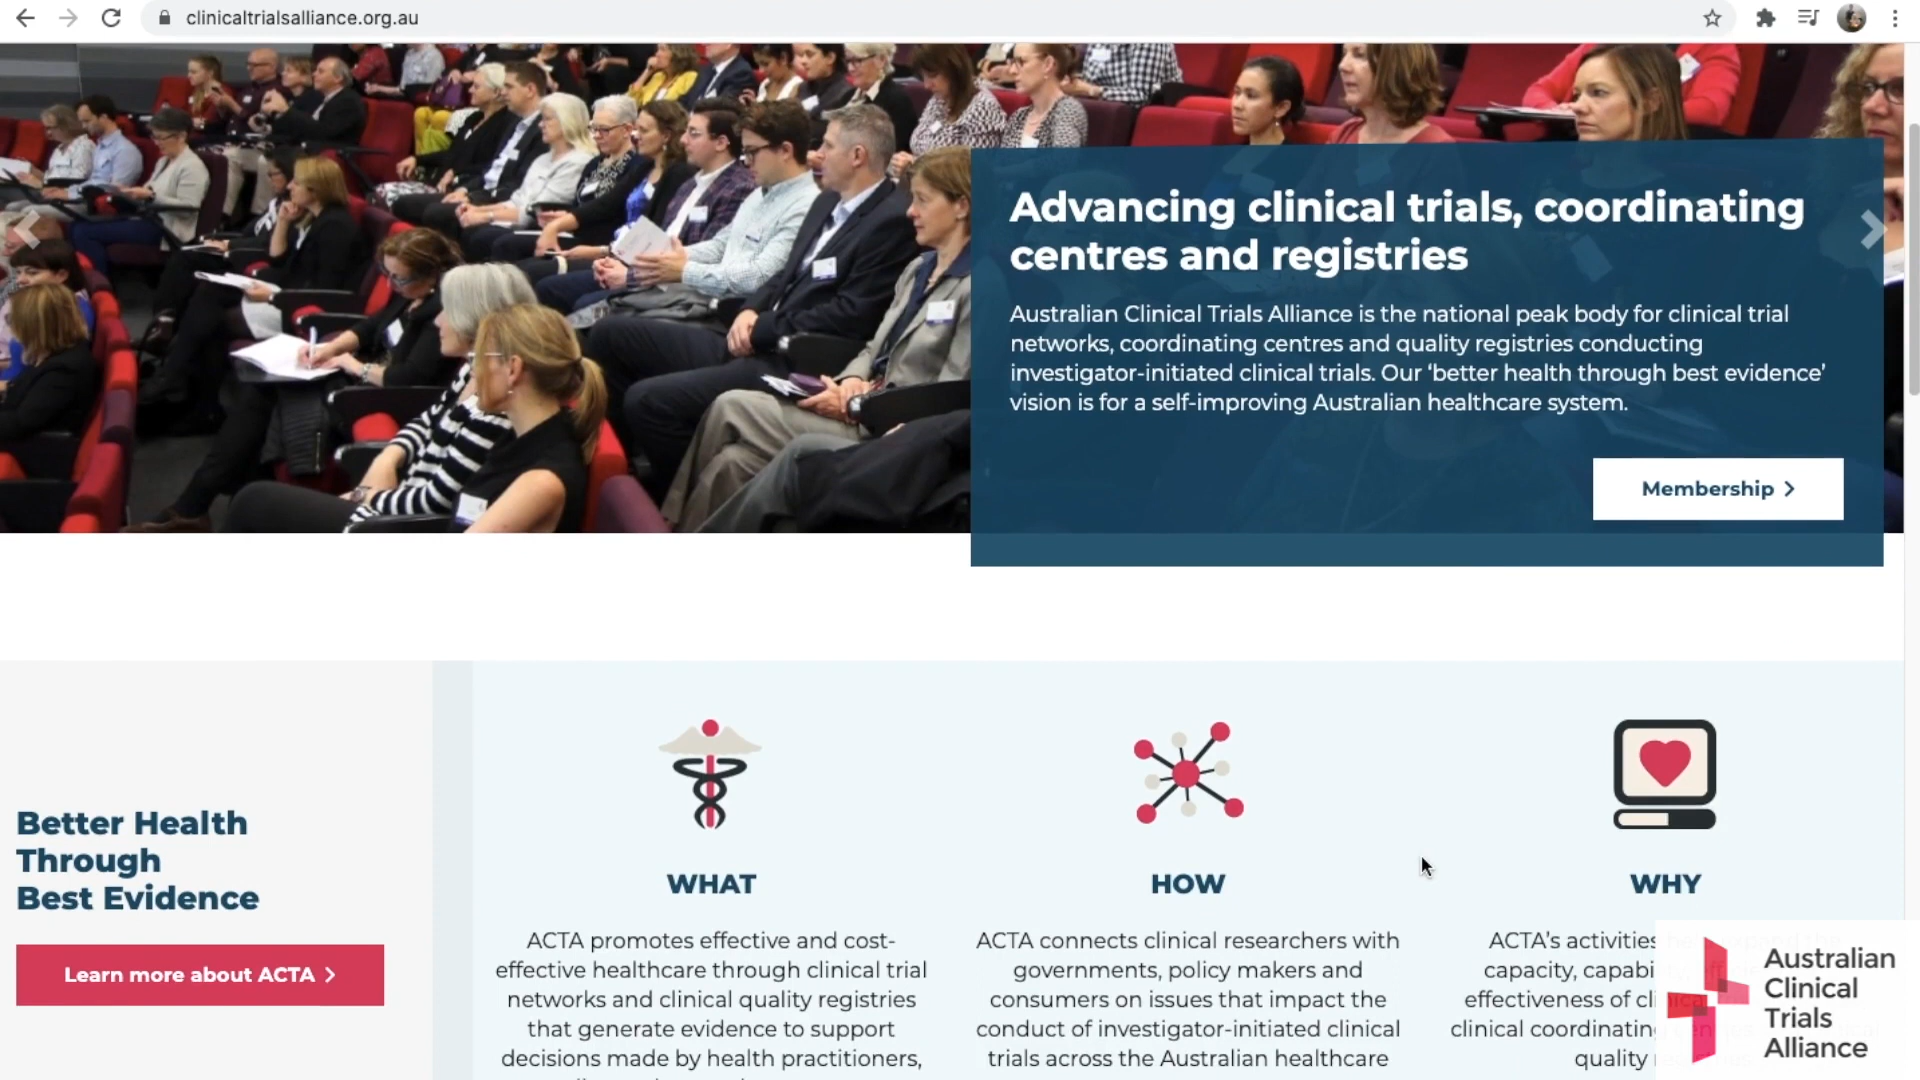 clinicaltrialsalliance.org.au
Advancing clinical trials, coordinating
centres and registries
Australian Clinical Trials Alliance is the national peak body for clinical trial
networks, coordinating centres and quality registries conducting
investigator-initiated clinical trials. Our ‘better health through best evidence’
vision is for a self-improving Australian healthcare system.
Membership
Better Health
Through
Best Evidence
Learn more about ACTA
WHAT
ACTA promotes effective and cost-
effective healthcare through clinical trial
networks and clinical quality registries
that generate evidence to support
decisions made by health practitioners,
HOW
ACTA connects clinical researchers with
governments, policy makers and
consumers on issues that impact the
conduct of investigator-initiated clinical
trials across the Australian healthcare
WHY
ACTA’s activities
capacity,
effectiveness of
clinical
quality
Australian
Clinical
Trials
Alliance